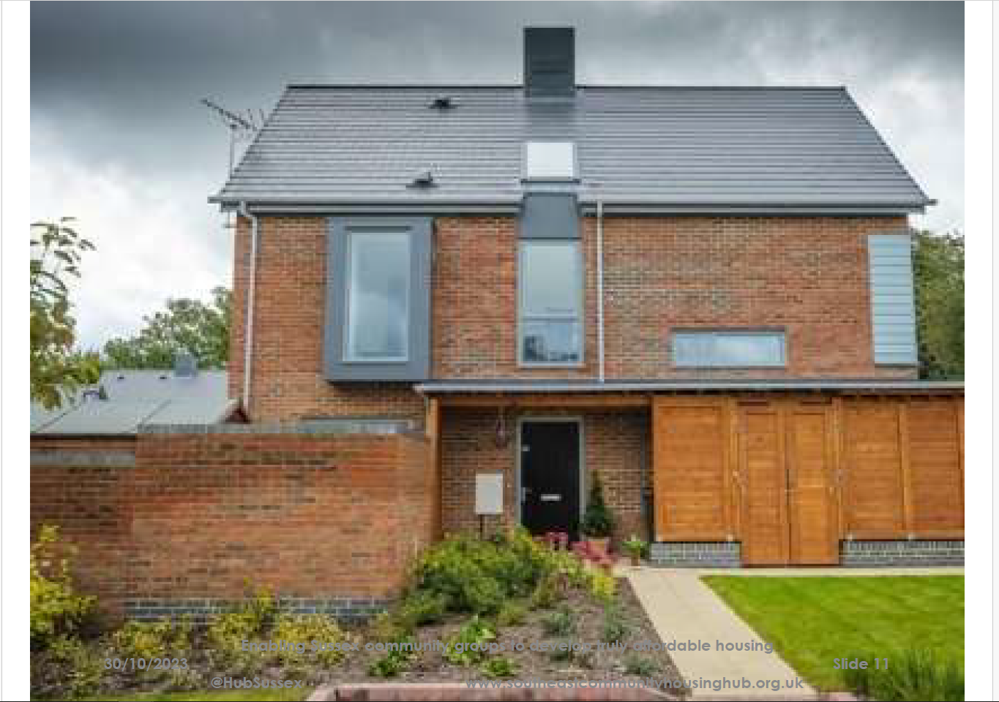 Enabling Sussex community groups to develop truly affordable housing
30/10/2023
Slide 11
@HubSussex
www.southeastcommunityhousinghub.org.uk